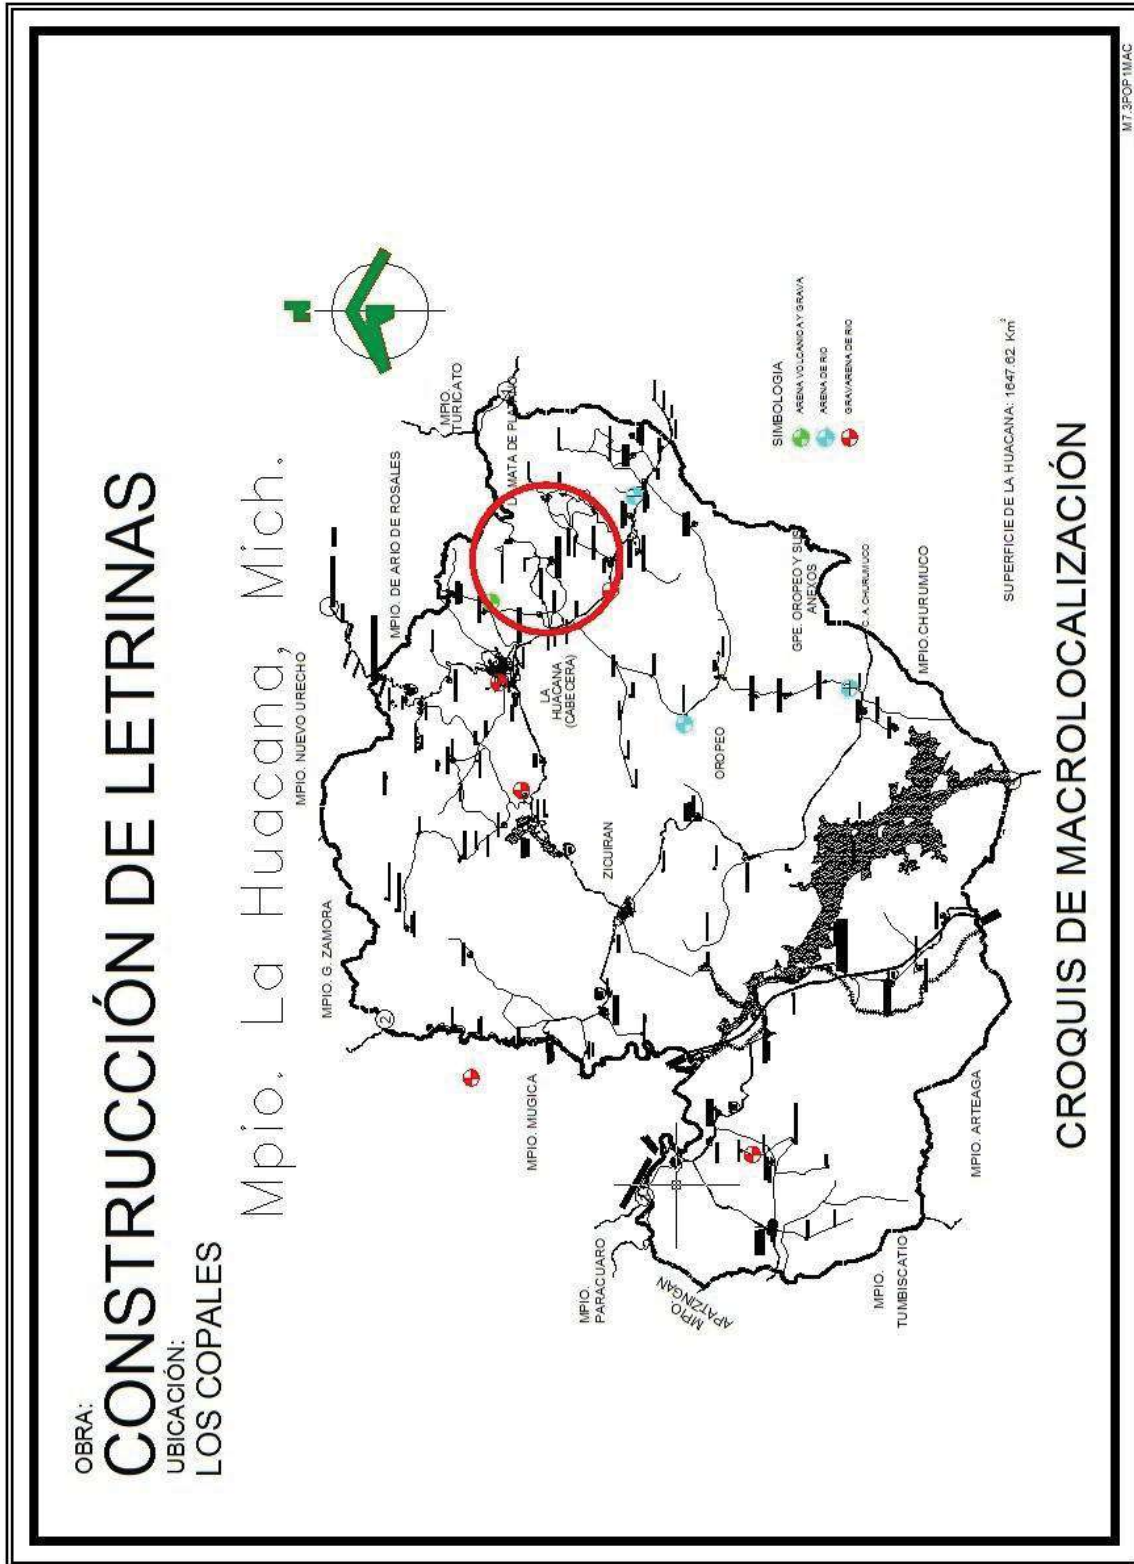 OBRA:
CONSTRUCCIÓN DE LETRINAS
UBICACIÓN:
LOS COPALES
Mpio. La Huacana, Mich.
MPIO. NUEVO URECHO
MPIO. G. ZAMORA
MPIO. DE ARIO DE ROSALES
MPIO. TURICATO
2
1
LA HUACANA (CABECERA)
ZICUIRAN
OROPEO
MPIO. MUGICA
MPIO. PARACUARO
MPIO. APATZINGAN
MPIO. TUMBISCATIO
MPIO. ARTEAGA
GPE. OROPEO Y SUS ANEXOS
C. A. CHURUMUCO
MPIO. CHURUMUCO
SIMBOLOGIA
ARENA VOLCANICA Y GRAVA
ARENA DE RIO
GRAVARENA DE RIO
SUPERFICIE DE LA HUACANA: 1647.62 Km²
CROQUIS DE MACROLOCALIZACIÓN
M7.3POP1MAC